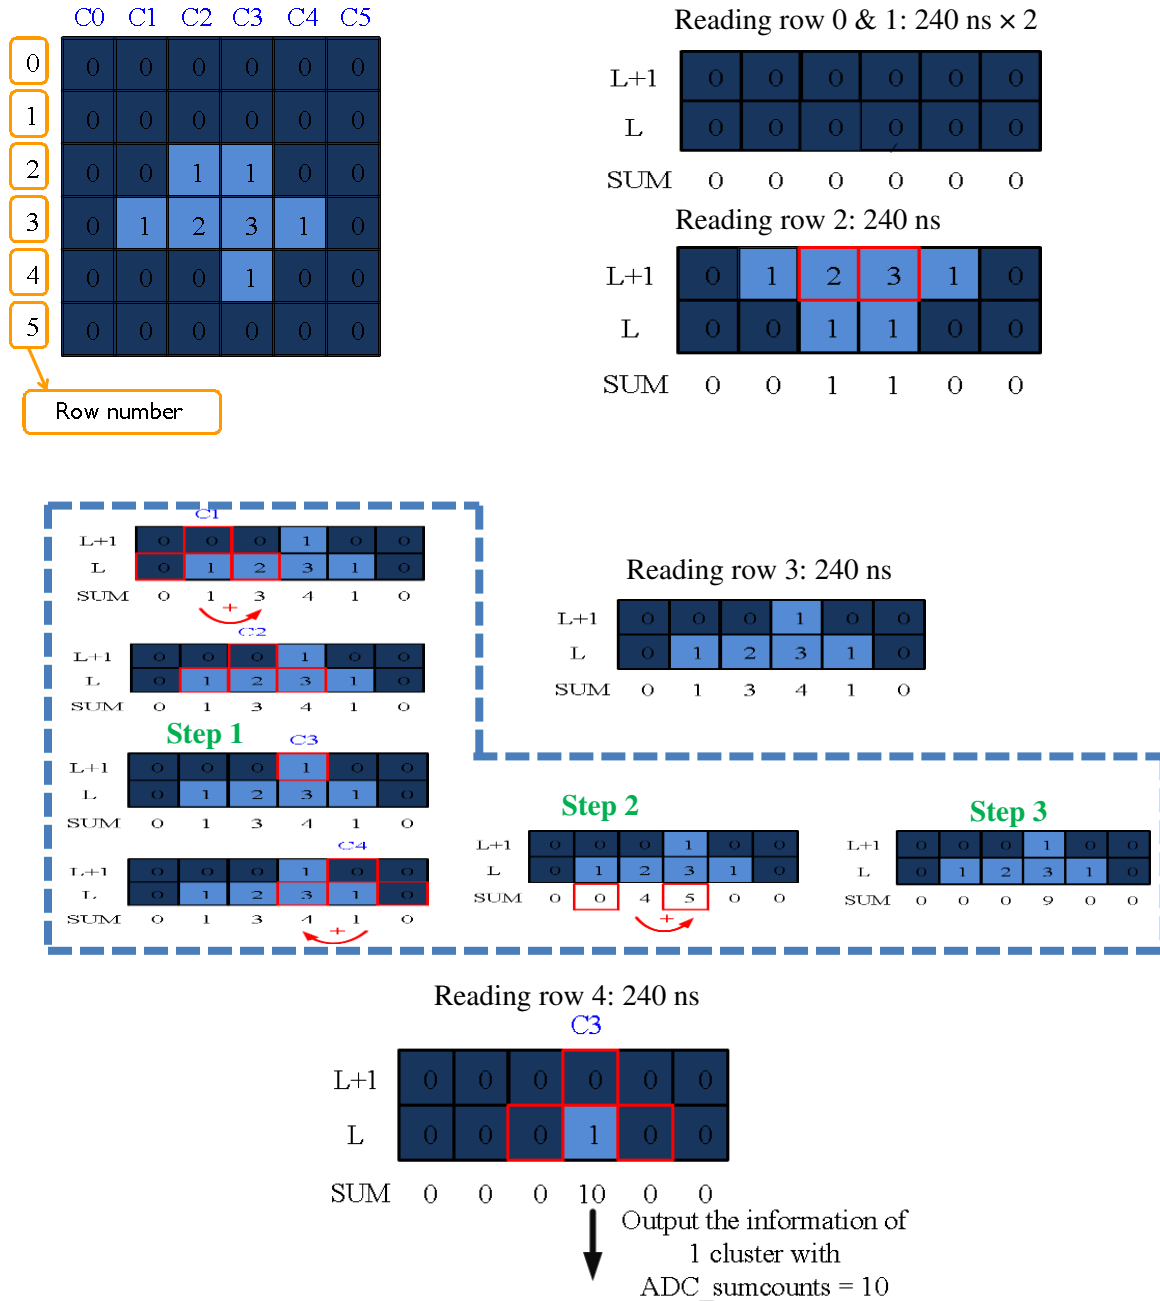 C0 C1 C2 C3 C4 C5
0 0 0 0 0 0 0
1 0 0 0 0 0 0
2 0 0 1 1 0 0
3 0 1 2 3 1 0
4 0 0 0 1 0 0
5 0 0 0 0 0 0
Row number
Reading row 0 & 1: 240 ns × 2
L+1 0 0 0 0 0 0
L 0 0 0 0 0 0
SUM 0 0 0 0 0 0
Reading row 2: 240 ns
L+1 0 1 2 3 1 0
L 0 0 1 1 0 0
SUM 0 0 1 1 0 0
C1
L+1 0 0 0 1 0 0
L 0 1 2 3 1 0
SUM 0 1 3 4 1 0
+
C2
L+1 0 0 0 1 0 0
L 0 1 2 3 1 0
SUM 0 1 3 4 1 0
Step 1
C3
L+1 0 0 0 1 0 0
L 0 1 2 3 1 0
SUM 0 1 3 4 1 0
C4
L+1 0 0 0 1 0 0
L 0 1 2 3 1 0
SUM 0 1 3 4 1 0
+
Reading row 3: 240 ns
L+1 0 0 0 1 0 0
L 0 1 2 3 1 0
SUM 0 1 3 4 1 0
Step 2
L+1 0 0 0 1 0 0
L 0 1 2 3 1 0
SUM 0 0 4 5 0 0
+
Step 3
L+1 0 0 0 1 0 0
L 0 1 2 3 1 0
SUM 0 0 0 9 0 0
Reading row 4: 240 ns
C3
L+1 0 0 0 0 0 0
L 0 0 0 1 0 0
SUM 0 0 0 10 0 0
Output the information of
1 cluster with
ADC_sumcounts = 10